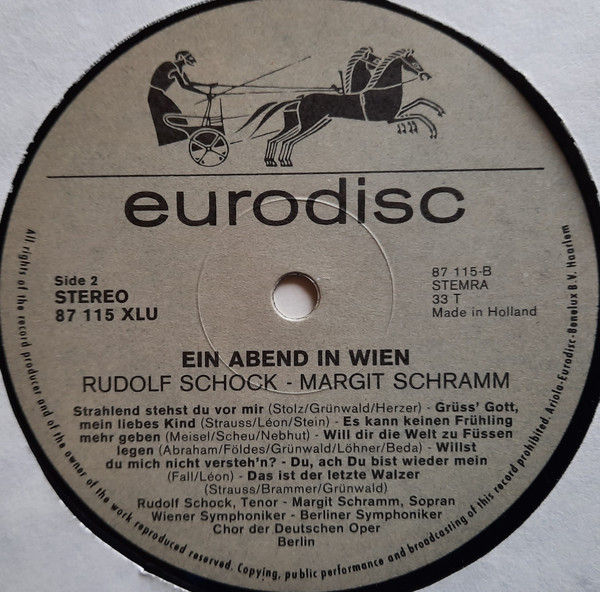 eurodisc
Side 2
STEREO
87 115 XLU
87 115-B
STEMRA
33 T
Made in Holland
EIN ABEND IN WIEN
RUDOLF SCHOCK - MARGIT SCHRAMM
Strahlend stehst du vor mir (Stolz/Grünwald/Herzer) - Grüss' Gott,
mein liebes Kind (Strauss/Léon/Stein) - Es kann keinen Frühling
mehr geben (Meisel/Scheu/Nebhut) - Will dir die Welt zu Füssen
legen (Abraham/Földes/Grünwald/Löhner/Beda) - Willst
du mich nicht versteh'n? - Du, ach Du bist wieder mein
(Fall/Léon) - Das ist der letzte Walzer
(Strauss/Brammer/Grünwald)
Rudolf Schock, Tenor - Margit Schramm, Sopran
Wiener Symphoniker - Berliner Symphoniker
Chor der Deutschen Oper
Berlin
All rights of the record producer and of the owner of the work reproduced reserved. Copying, public performance and broadcasting of this record prohibited. Ariola-Eurodisc-Benelux B.V. Haarlem